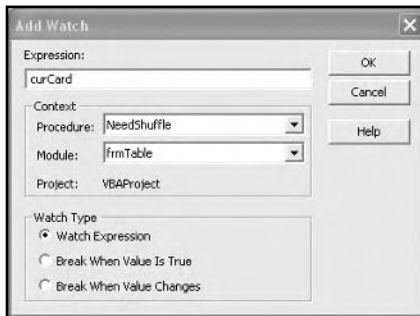 Add Watch
Expression:
curCard
OK
Cancel
Help
Context
Procedure: NeedShuffle
Module: frmTable
Project: VBAProject
Watch Type
Watch Expression
Break When Value Is True
Break When Value Changes